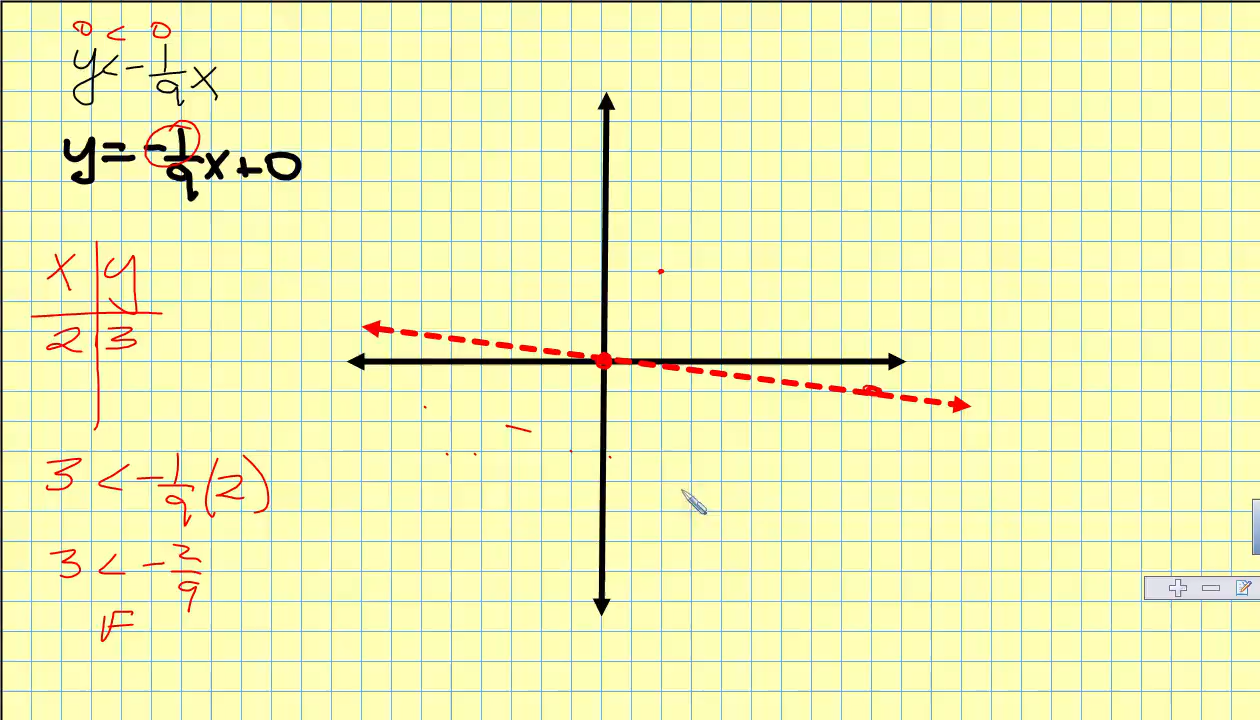 0 < 0
y < -1/9 x
y = -1/9 x + 0
x | y
2 | 3
3 < -1/9 (2)
3 < -2/9
F